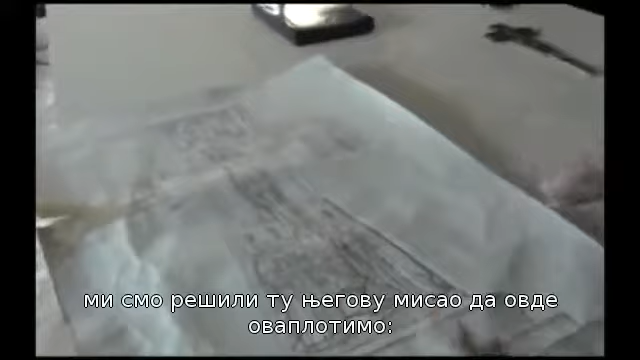 ми смо решили ту његову мисао да овде
оваплотимо: